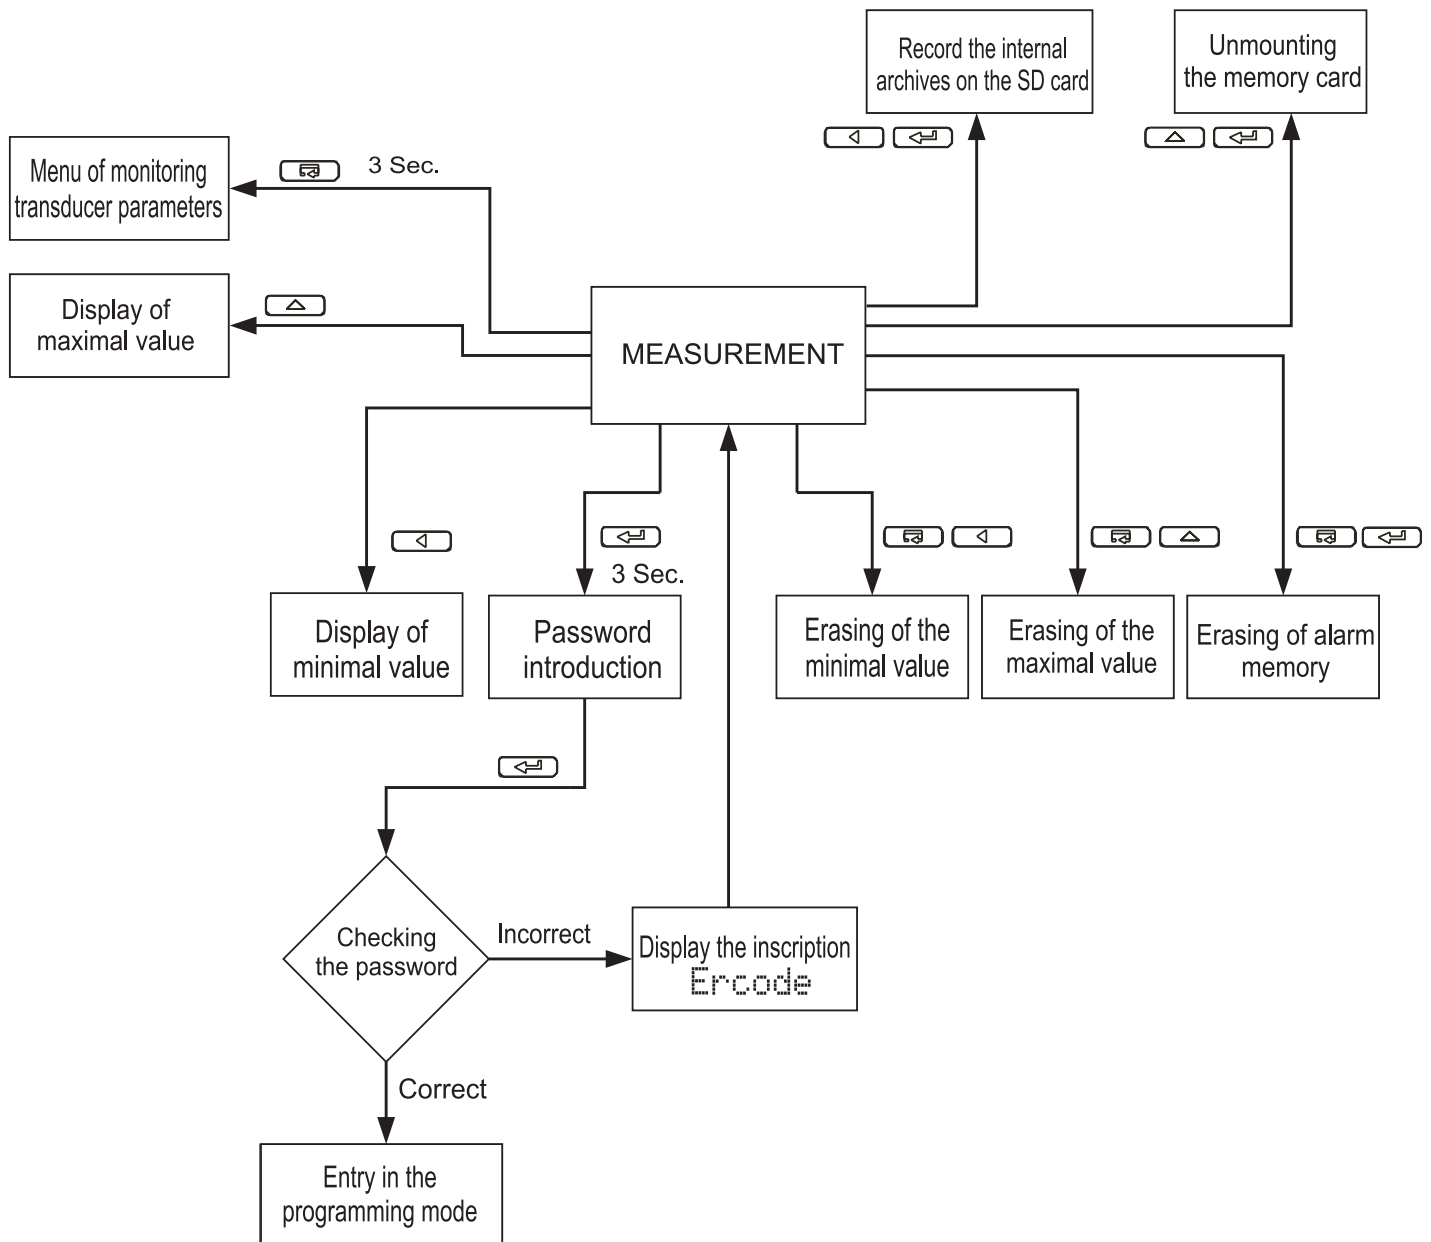 Record the internal
archives on the SD card
Unmounting
the memory card
Menu of monitoring
transducer parameters
3 Sec.
Display of
maximal value
MEASUREMENT
3 Sec.
Display of
minimal value
Password
introduction
Erasing of the
minimal value
Erasing of the
maximal value
Erasing of alarm
memory
Checking
the password
Incorrect
Display the inscription
Ercode
Correct
Entry in the
programming mode